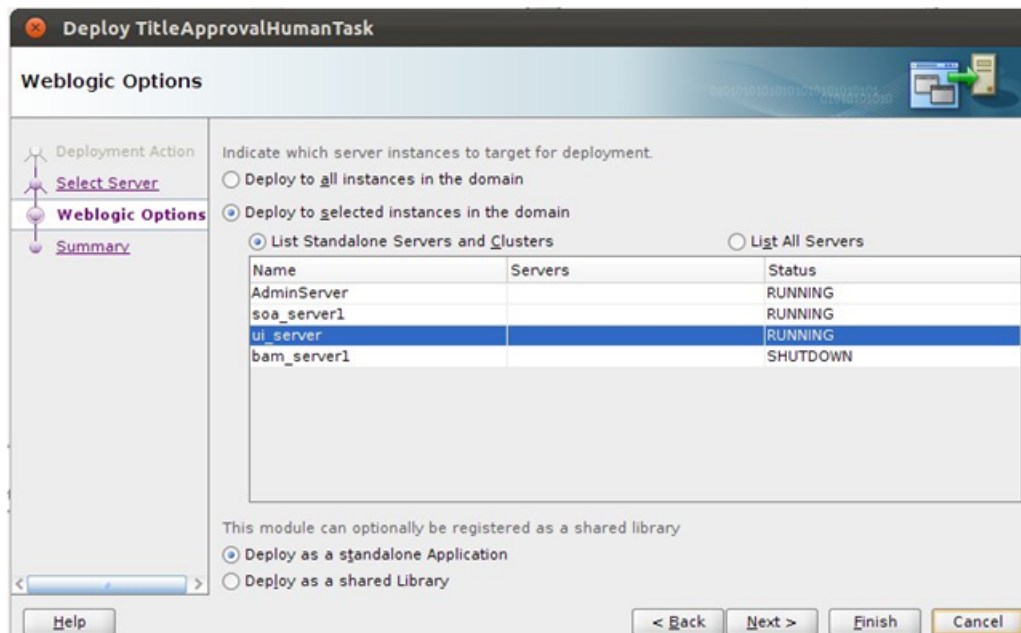 Deploy TitleApprovalHumanTask
Weblogic Options
Deployment Action
Select Server
Weblogic Options
Summary
Indicate which server instances to target for deployment.
Deploy to all instances in the domain
Deploy to selected instances in the domain
List Standalone Servers and Clusters List All Servers
Name Servers Status
AdminServer RUNNING
soa_server1 RUNNING
ui_server RUNNING
bam_server1 SHUTDOWN
This module can optionally be registered as a shared library
Deploy as a standalone Application
Deploy as a shared Library
Help < Back Next > Finish Cancel